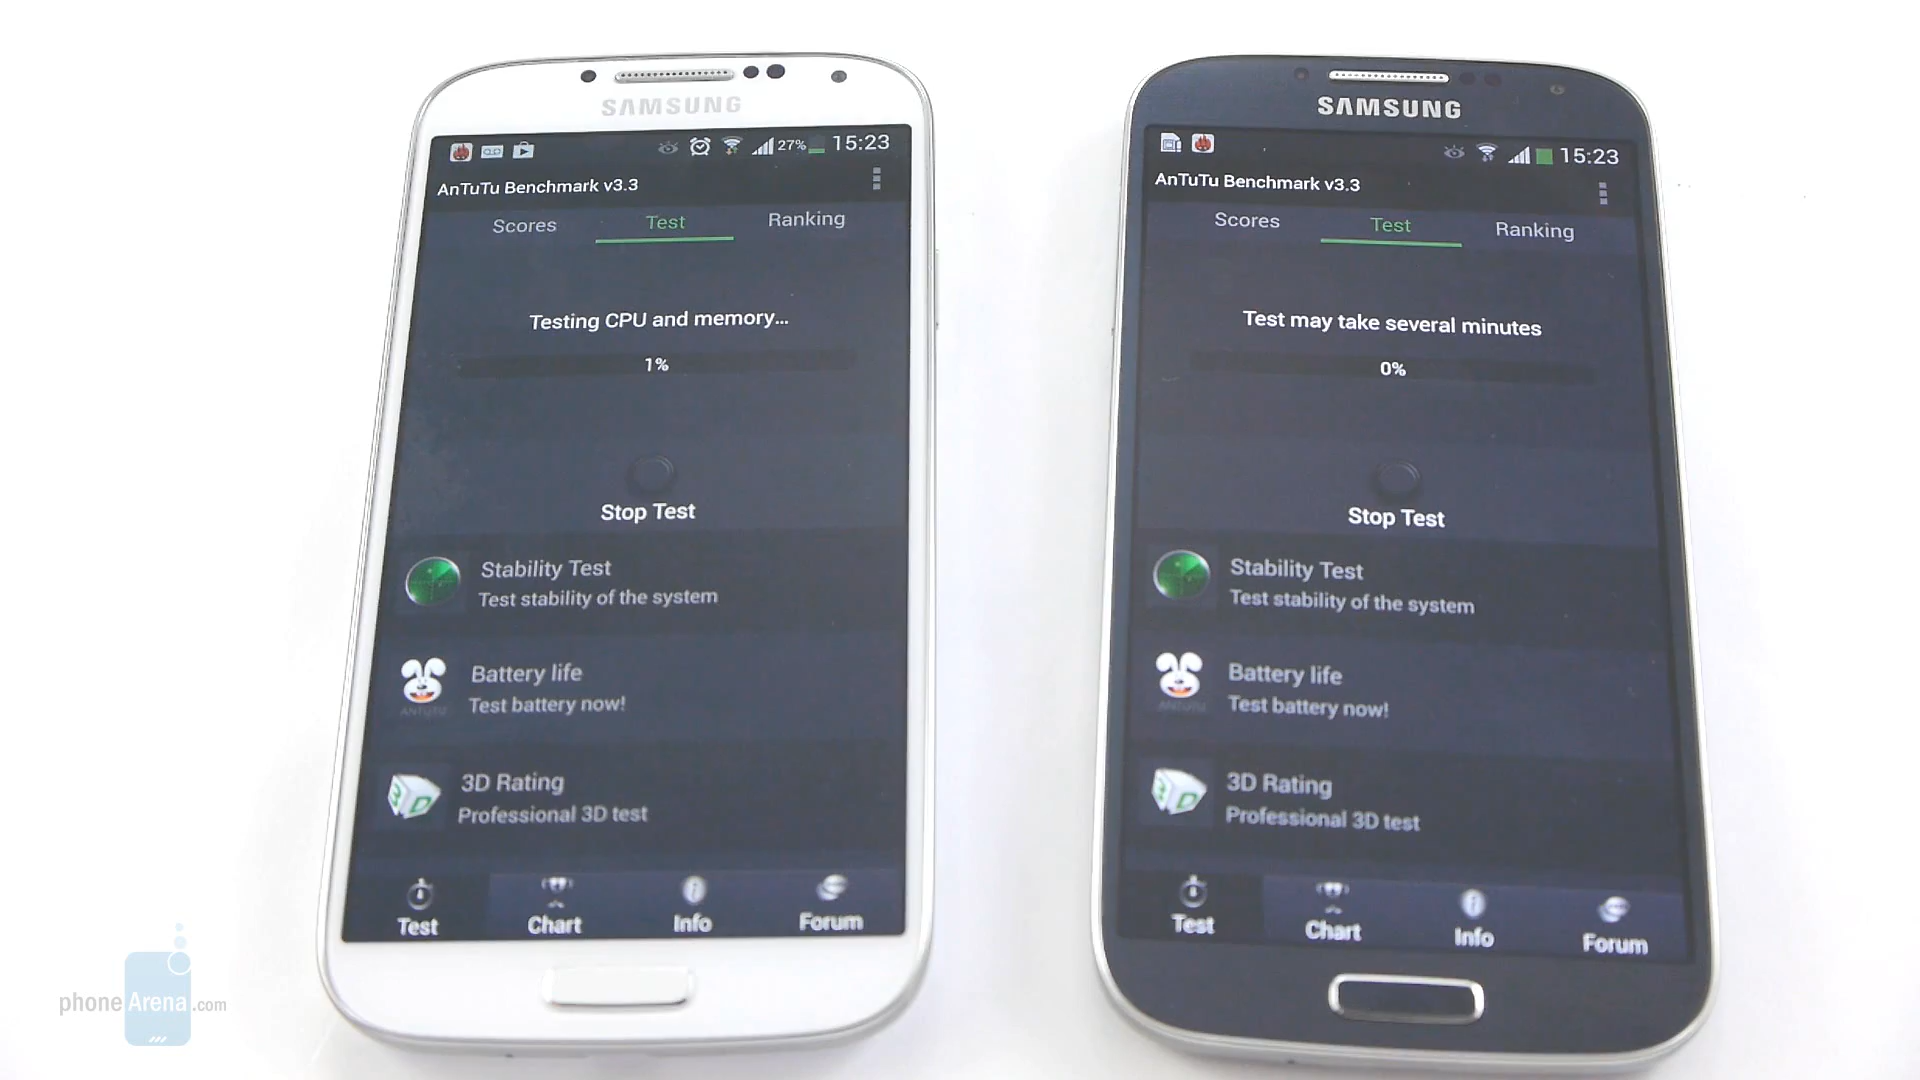 SAMSUNG
27% 15:23
AnTuTu Benchmark v3.3
Scores Test Ranking
Testing CPU and memory...
1%
Stop Test
Stability Test
Test stability of the system
ANTUTU
Battery life
Test battery now!
3D
3D Rating
Professional 3D test
Test Chart Info Forum
SAMSUNG
15:23
AnTuTu Benchmark v3.3
Scores Test Ranking
Test may take several minutes
0%
Stop Test
Stability Test
Test stability of the system
ANTUTU
Battery life
Test battery now!
3D
3D Rating
Professional 3D test
Test Chart Info Forum
phoneArena.com